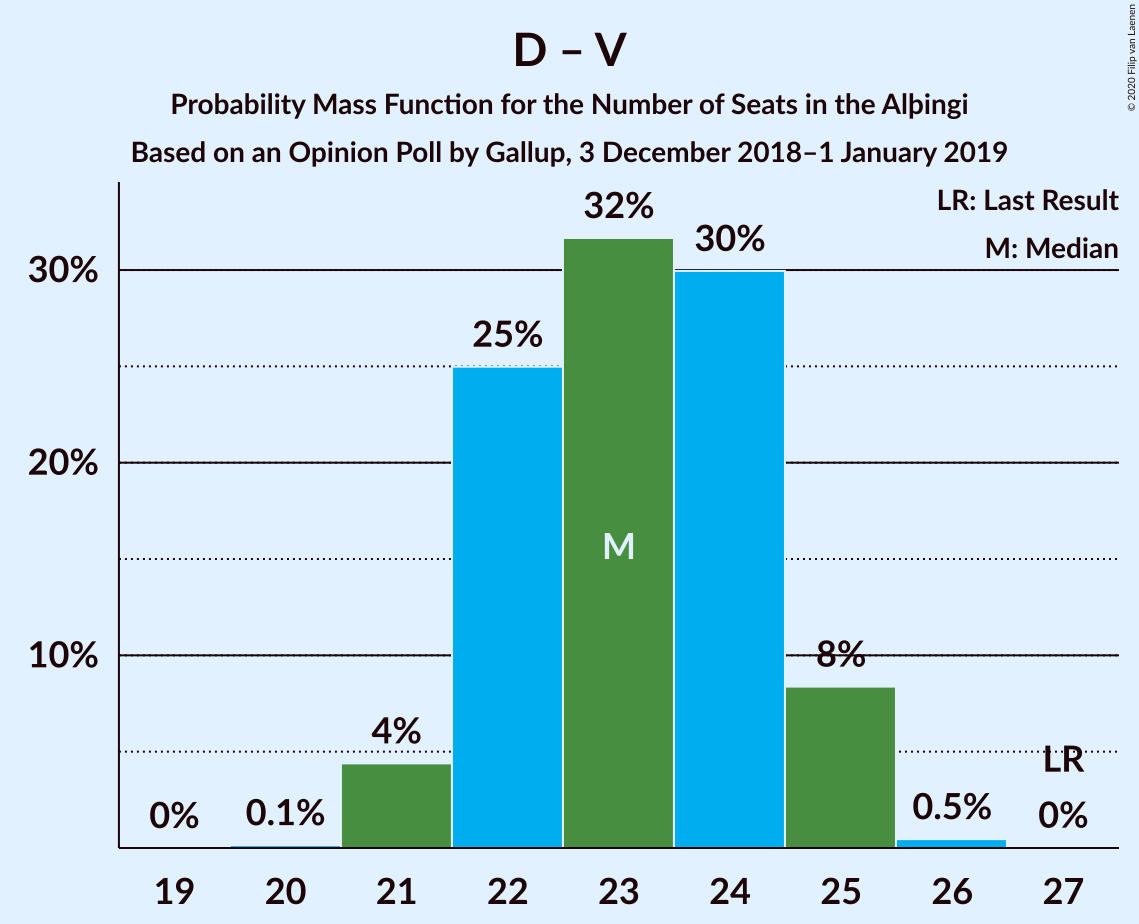 D – V
Probability Mass Function for the Number of Seats in the Alþingi
Based on an Opinion Poll by Gallup, 3 December 2018–1 January 2019
© 2020 Filip van Laenen
LR: Last Result
M: Median
30%
20%
10%
0%
0.1%
4%
25%
32%
M
30%
8%
0.5%
LR
0%
19 20 21 22 23 24 25 26 27